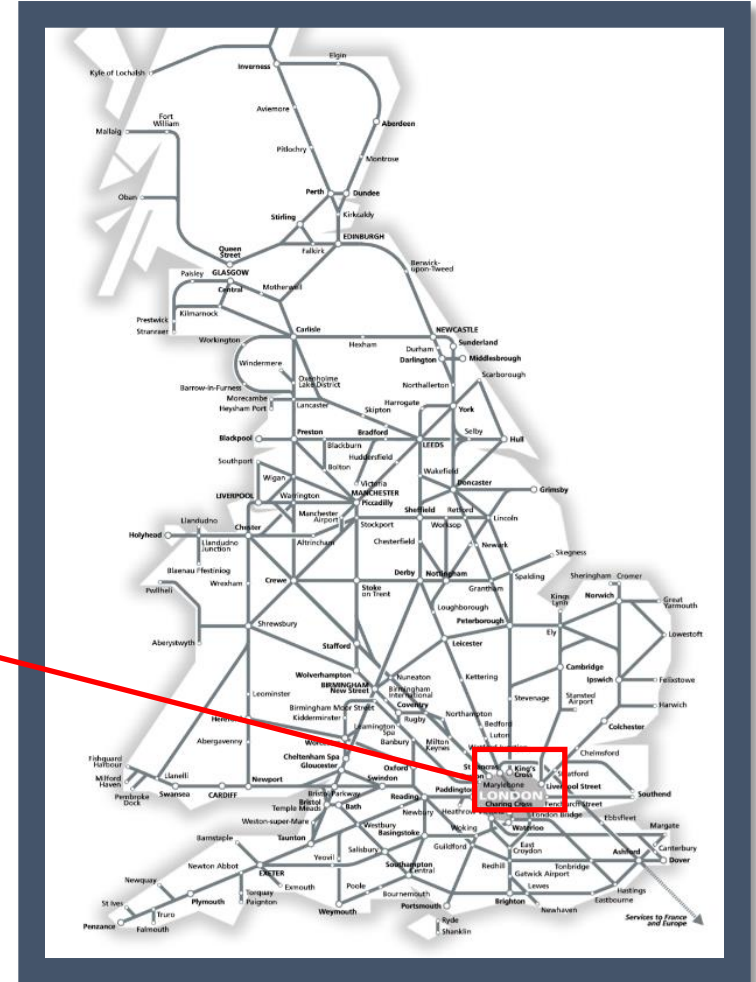 Elgin
Inverness
Kyle of Lochalsh
Aviemore
Fort
William
Aberdeen
Mallaig
Pitlochry
Montrose
Perth
Dundee
Oban
Stirling
Kirkcaldy
EDINBURGH
Queen
Street
Falkirk
Berwick-
upon-Tweed
Paisley
GLASGOW
Central
Motherwell
Prestwick
Kilmarnock
Stranraer
Carlisle
NEWCASTLE
Workington
Hexham
Sunderland
Durham
Darlington
Middlesbrough
Windermere
Scarborough
Oxenholme
Lake District
Barrow-in-Furness
Northallerton
Morecambe
Heysham Port
Lancaster
Harrogate
Skipton
York
Blackpool
Preston
Bradford
Selby
Hull
Blackburn
LEEDS
Southport
Huddersfield
Bolton
Wakefield
Wigan
Victoria
Doncaster
Grimsby
LIVERPOOL
Warrington
MANCHESTER
Piccadilly
Manchester
Airport
Sheffield
Retford
Lincoln
Llandudno
Stockport
Worksop
Holyhead
Chester
Llandudno
Junction
Altrincham
Chesterfield
Newark
Skegness
Blaenau Ffestiniog
Derby
Nottingham
Pwllheli
Wrexham
Crewe
Stoke
on Trent
Grantham
Spalding
Sheringham
Cromer
Kings
Lynn
Norwich
Great
Yarmouth
Loughborough
Peterborough
Aberystwyth
Shrewsbury
Stafford
Leicester
Ely
Lowestoft
Wolverhampton
Nuneaton
Kettering
Cambridge
BIRMINGHAM
New Street
Birmingham
International
Ipswich
Felixstowe
Leominster
Coventry
Stevenage
Stansted
Airport
Birmingham Moor Street
Kidderminster
Rugby
Northampton
Harwich
Hereford
Leamington
Spa
Bedford
Colchester
Abergavenny
Worcester
Banbury
Milton
Keynes
Luton
Watford Junction
Chelmsford
Fishguard
Harbour
Cheltenham Spa
Gloucester
Oxford
St Pancras
King's
Cross
Stratford
Milford
Haven
Llanelli
Newport
Swindon
Marylebone
Liverpool Street
Pembroke
Dock
Swansea
CARDIFF
Bristol Parkway
Reading
Paddington
LONDON
Southend
Bristol
Temple Meads
Bath
Newbury
Heathrow
Victoria
Charing Cross
Fenchurch Street
London Bridge
Ebbsfleet
Weston-super-Mare
Westbury
Basingstoke
Woking
Waterloo
Margate
Barnstaple
Taunton
Salisbury
Guildford
East
Croydon
Canterbury
Newton Abbot
Yeovil
Southampton
Central
Redhill
Tonbridge
Ashford
Dover
EXETER
Gatwick Airport
Newquay
Exmouth
Poole
Lewes
Hastings
St Ives
Plymouth
Torquay
Paignton
Bournemouth
Eastbourne
Truro
Weymouth
Portsmouth
Brighton
Newhaven
Penzance
Falmouth
Ryde
Shanklin
Services to France
and Europe